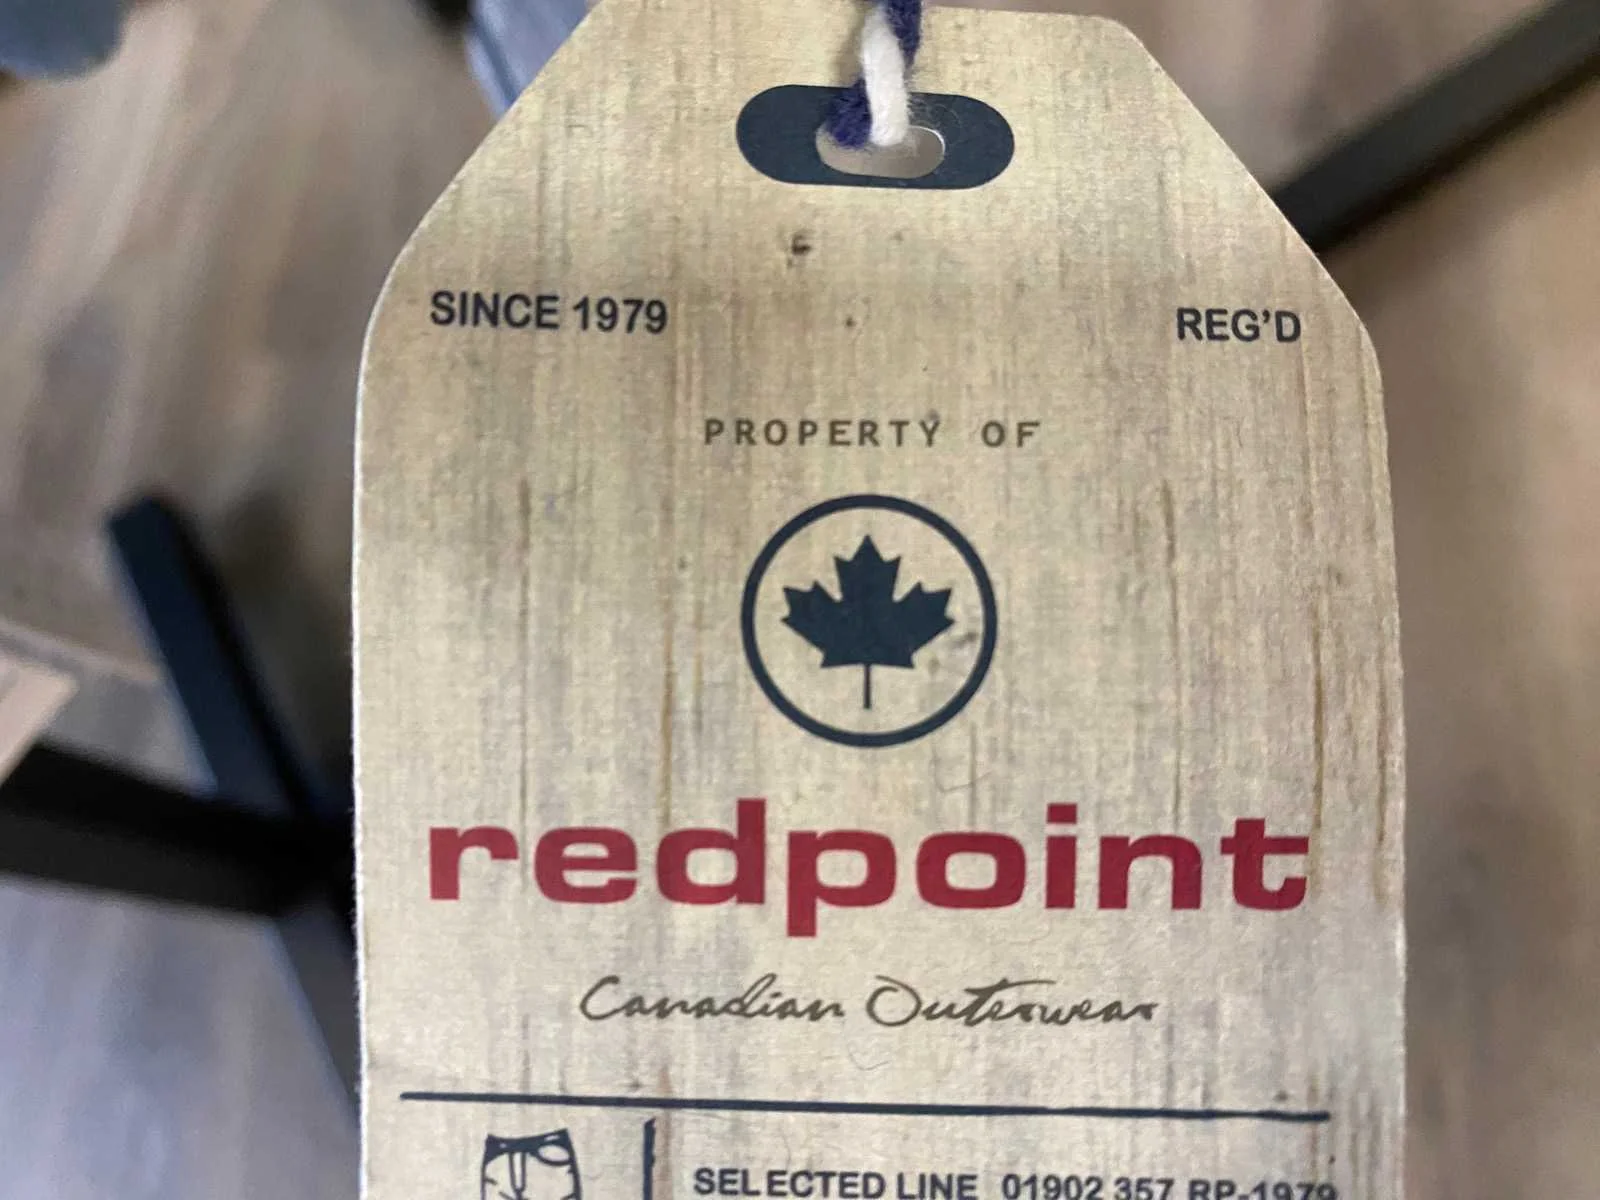 SINCE 1979 REG'D
PROPERTY OF
redpoint
Canadian Outerwear
SELECTED LINE 01902 357 RP-1979